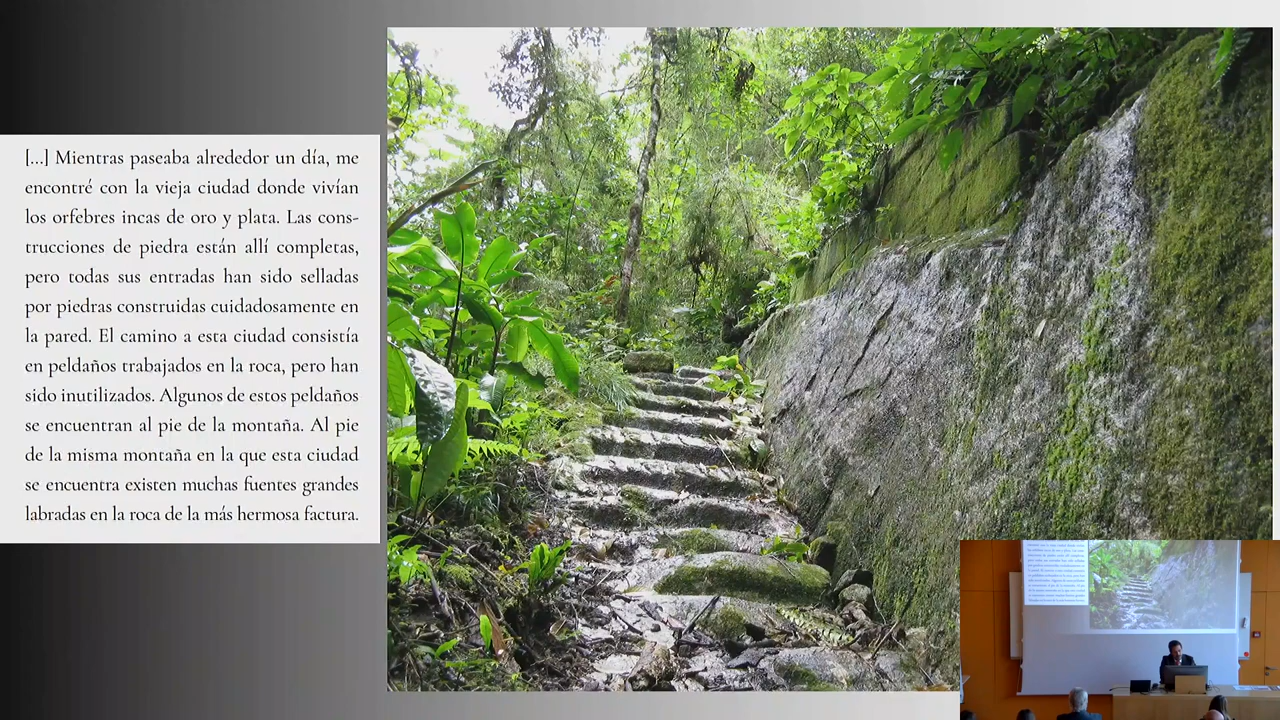 [...] Mientras paseaba alrededor un día, me
encontré con la vieja ciudad donde vivían
los orfebres incas de oro y plata. Las cons-
trucciones de piedra están allí completas,
pero todas sus entradas han sido selladas
por piedras construidas cuidadosamente en
la pared. El camino a esta ciudad consistía
en peldaños trabajados en la roca, pero han
sido inutilizados. Algunos de estos peldaños
se encuentran al pie de la montaña. Al pie
de la misma montaña en la que esta ciudad
se encuentra existen muchas fuentes grandes
labradas en la roca de la más hermosa factura.